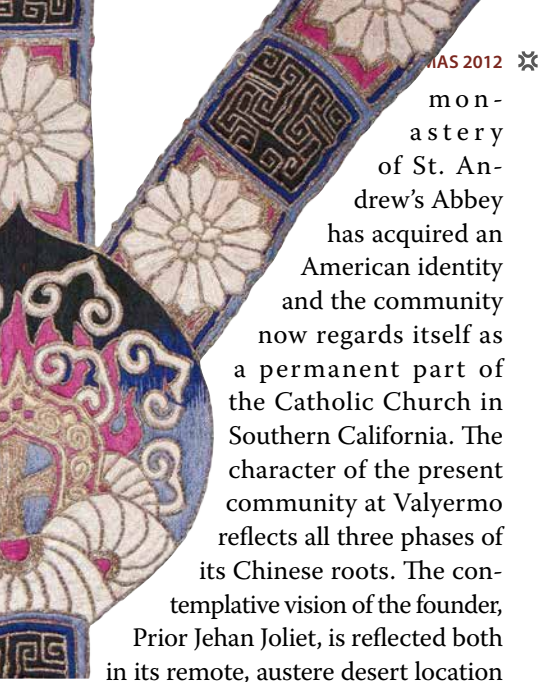 MAS 2012
mon-
astery
of St. An-
drew’s Abbey
has acquired an
American identity
and the community
now regards itself as
a permanent part of
the Catholic Church in
Southern California. The
character of the present
community at Valyermo
reflects all three phases of
its Chinese roots. The con-
templative vision of the founder,
Prior Jehan Joliet, is reflected both
in its remote, austere desert location